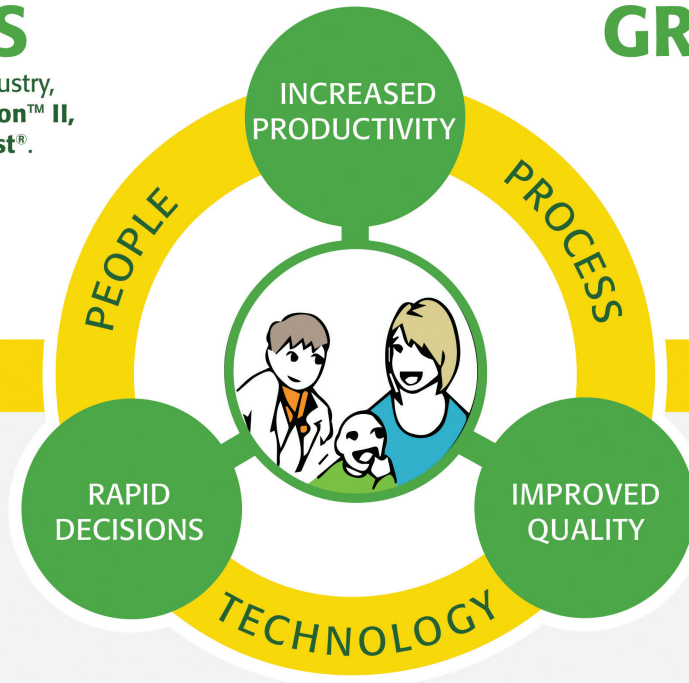 S
GR
ustry,
on™ II,
st®.
INCREASED
PRODUCTIVITY
PEOPLE
PROCESS
RAPID
DECISIONS
IMPROVED
QUALITY
TECHNOLOGY